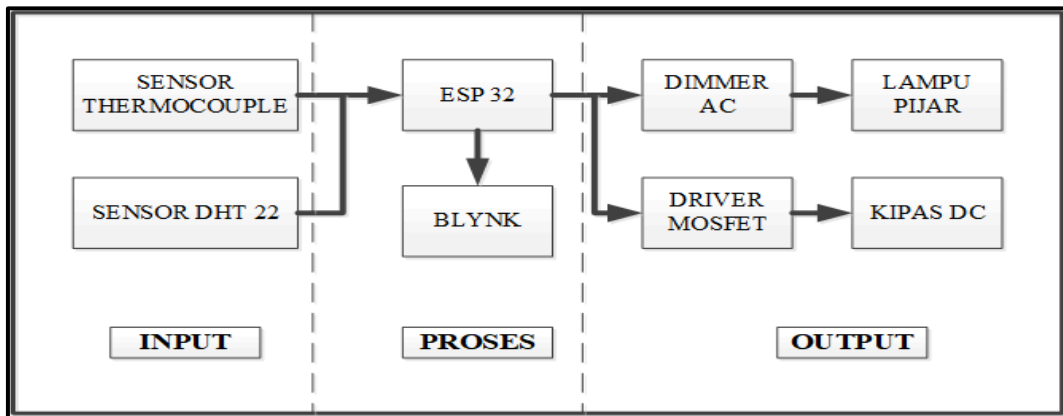 SENSOR
THERMOCOUPLE
ESP 32
DIMMER
AC
LAMPU
PIJAR
SENSOR DHT 22
BLYNK
DRIVER
MOSFET
KIPAS DC
INPUT
PROSES
OUTPUT